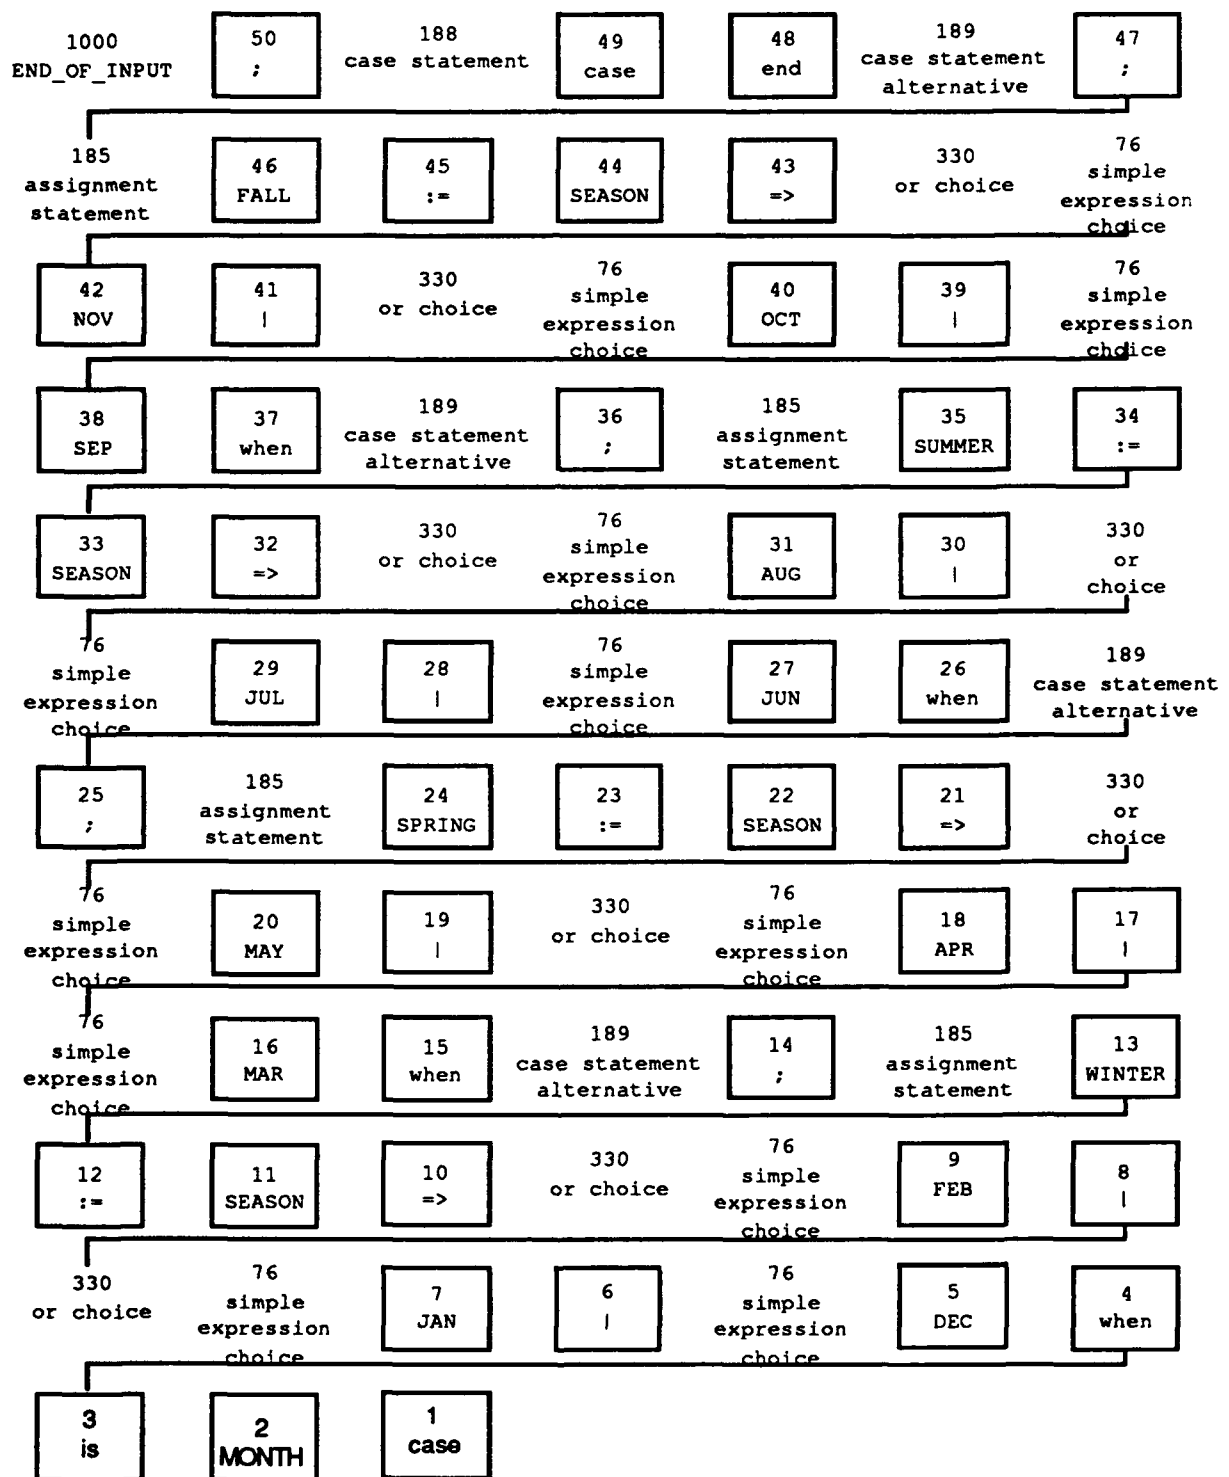 1000
END_OF_INPUT
50
;
188
case statement
49
case
48
end
189
case statement
alternative
47
;
185
assignment
statement
46
FALL
45
:=
44
SEASON
43
=>
330
or choice
76
simple
expression
choice
42
NOV
41
|
330
or choice
76
simple
expression
choice
40
OCT
39
|
76
simple
expression
choice
38
SEP
37
when
189
case statement
alternative
36
;
185
assignment
statement
35
SUMMER
34
:=
33
SEASON
32
=>
330
or choice
76
simple
expression
choice
31
AUG
30
|
330
or
choice
76
simple
expression
choice
29
JUL
28
|
76
simple
expression
choice
27
JUN
26
when
189
case statement
alternative
25
;
185
assignment
statement
24
SPRING
23
:=
22
SEASON
21
=>
330
or
choice
76
simple
expression
choice
20
MAY
19
|
330
or choice
76
simple
expression
choice
18
APR
17
|
76
simple
expression
choice
16
MAR
15
when
189
case statement
alternative
14
;
185
assignment
statement
13
WINTER
12
:=
11
SEASON
10
=>
330
or choice
76
simple
expression
choice
9
FEB
8
|
330
or choice
76
simple
expression
choice
7
JAN
6
|
76
simple
expression
choice
5
DEC
4
when
3
is
2
MONTH
1
case